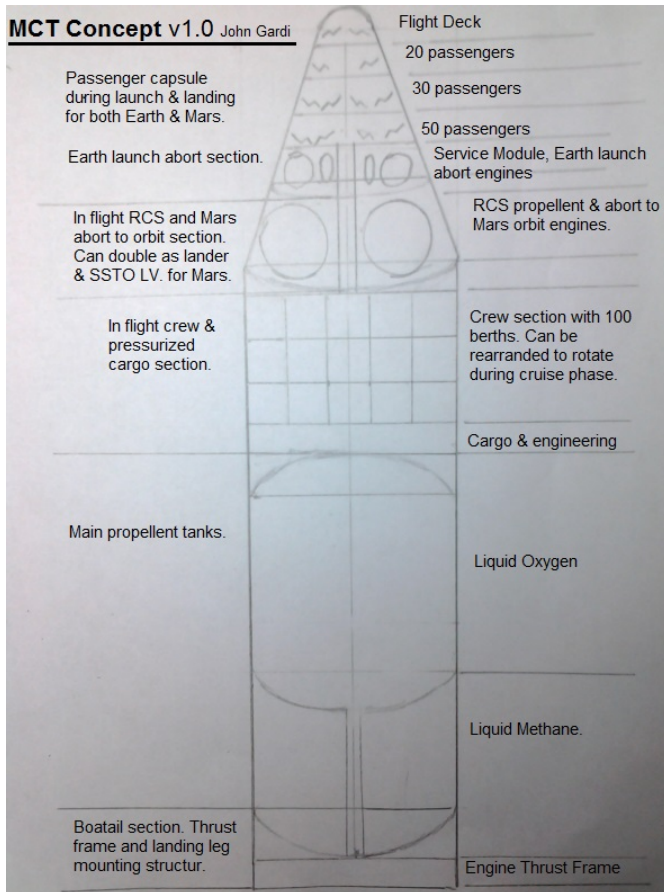 MCT Concept v1.0 John Gardi
Flight Deck
20 passengers
Passenger capsule
during launch & landing
for both Earth & Mars.
30 passengers
50 passengers
Earth launch abort section.
Service Module, Earth launch
abort engines
In flight RCS and Mars
abort to orbit section.
Can double as lander
& SSTO LV. for Mars.
RCS propellent & abort to
Mars orbit engines.
In flight crew &
pressurized
cargo section.
Crew section with 100
berths. Can be
rearranded to rotate
during cruise phase.
Cargo & engineering
Main propellent tanks.
Liquid Oxygen
Liquid Methane.
Boatail section. Thrust
frame and landing leg
mounting structur.
Engine Thrust Frame